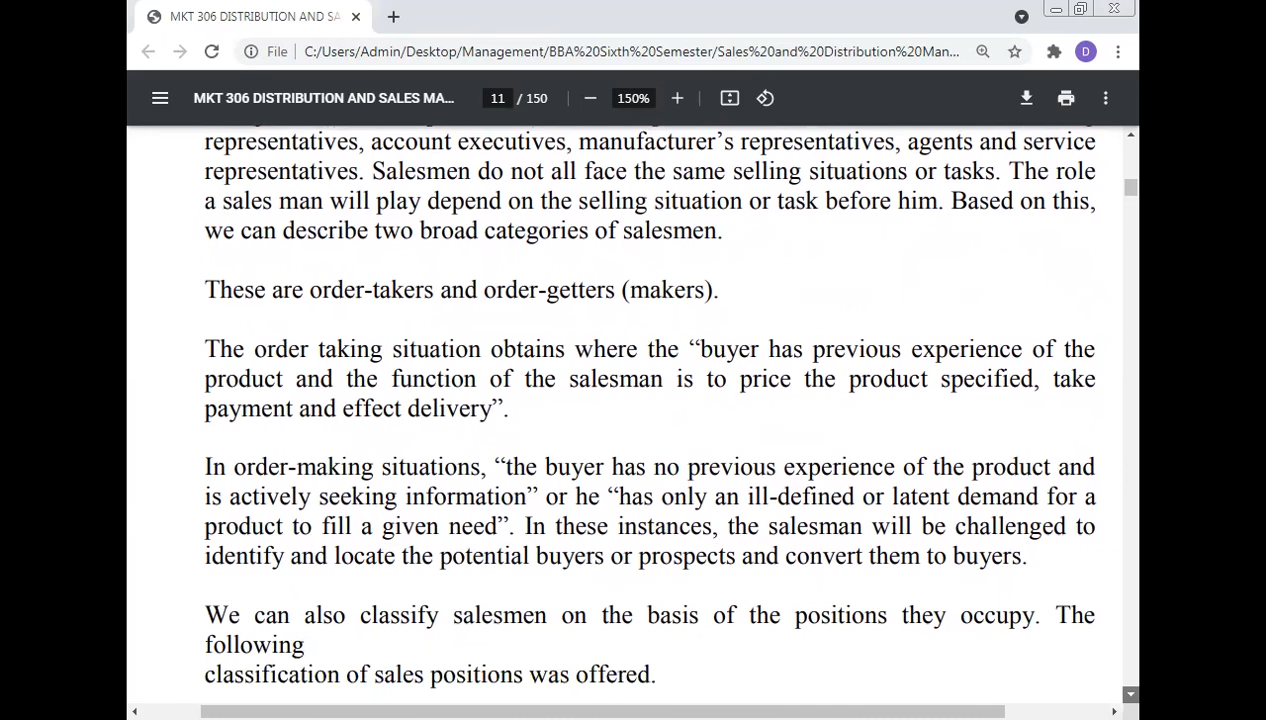 MKT 306 DISTRIBUTION AND SA
File C:/Users/Admin/Desktop/Management/BBA%20Sixth%20Semester/Sales%20and%20Distribution%20Man... D
MKT 306 DISTRIBUTION AND SALES MA... 11 / 150 150%
representatives, account executives, manufacturer’s representatives, agents and service
representatives. Salesmen do not all face the same selling situations or tasks. The role
a sales man will play depend on the selling situation or task before him. Based on this,
we can describe two broad categories of salesmen.
These are order-takers and order-getters (makers).
The order taking situation obtains where the “buyer has previous experience of the
product and the function of the salesman is to price the product specified, take
payment and effect delivery”.
In order-making situations, “the buyer has no previous experience of the product and
is actively seeking information” or he “has only an ill-defined or latent demand for a
product to fill a given need”. In these instances, the salesman will be challenged to
identify and locate the potential buyers or prospects and convert them to buyers.
We can also classify salesmen on the basis of the positions they occupy. The
following
classification of sales positions was offered.